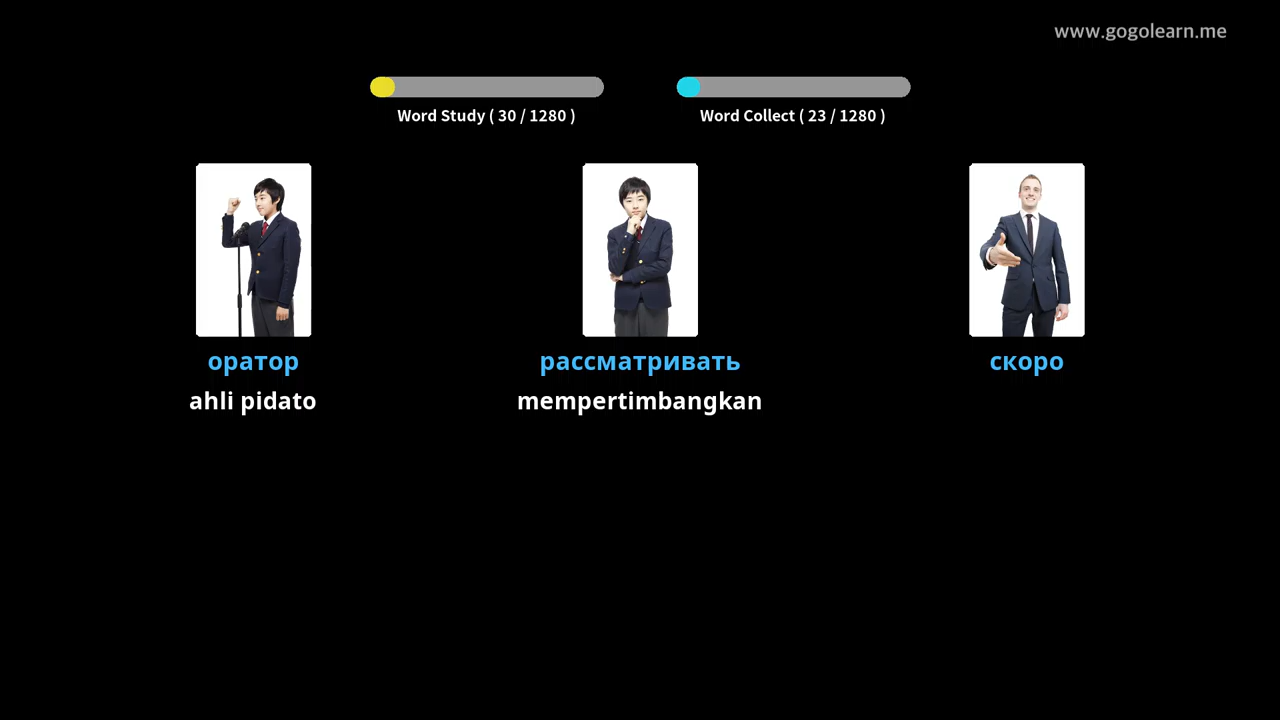 www.gogolearn.me
Word Study ( 30 / 1280 )
Word Collect ( 23 / 1280 )
оратор
рассматривать
скоро
ahli pidato
mempertimbangkan